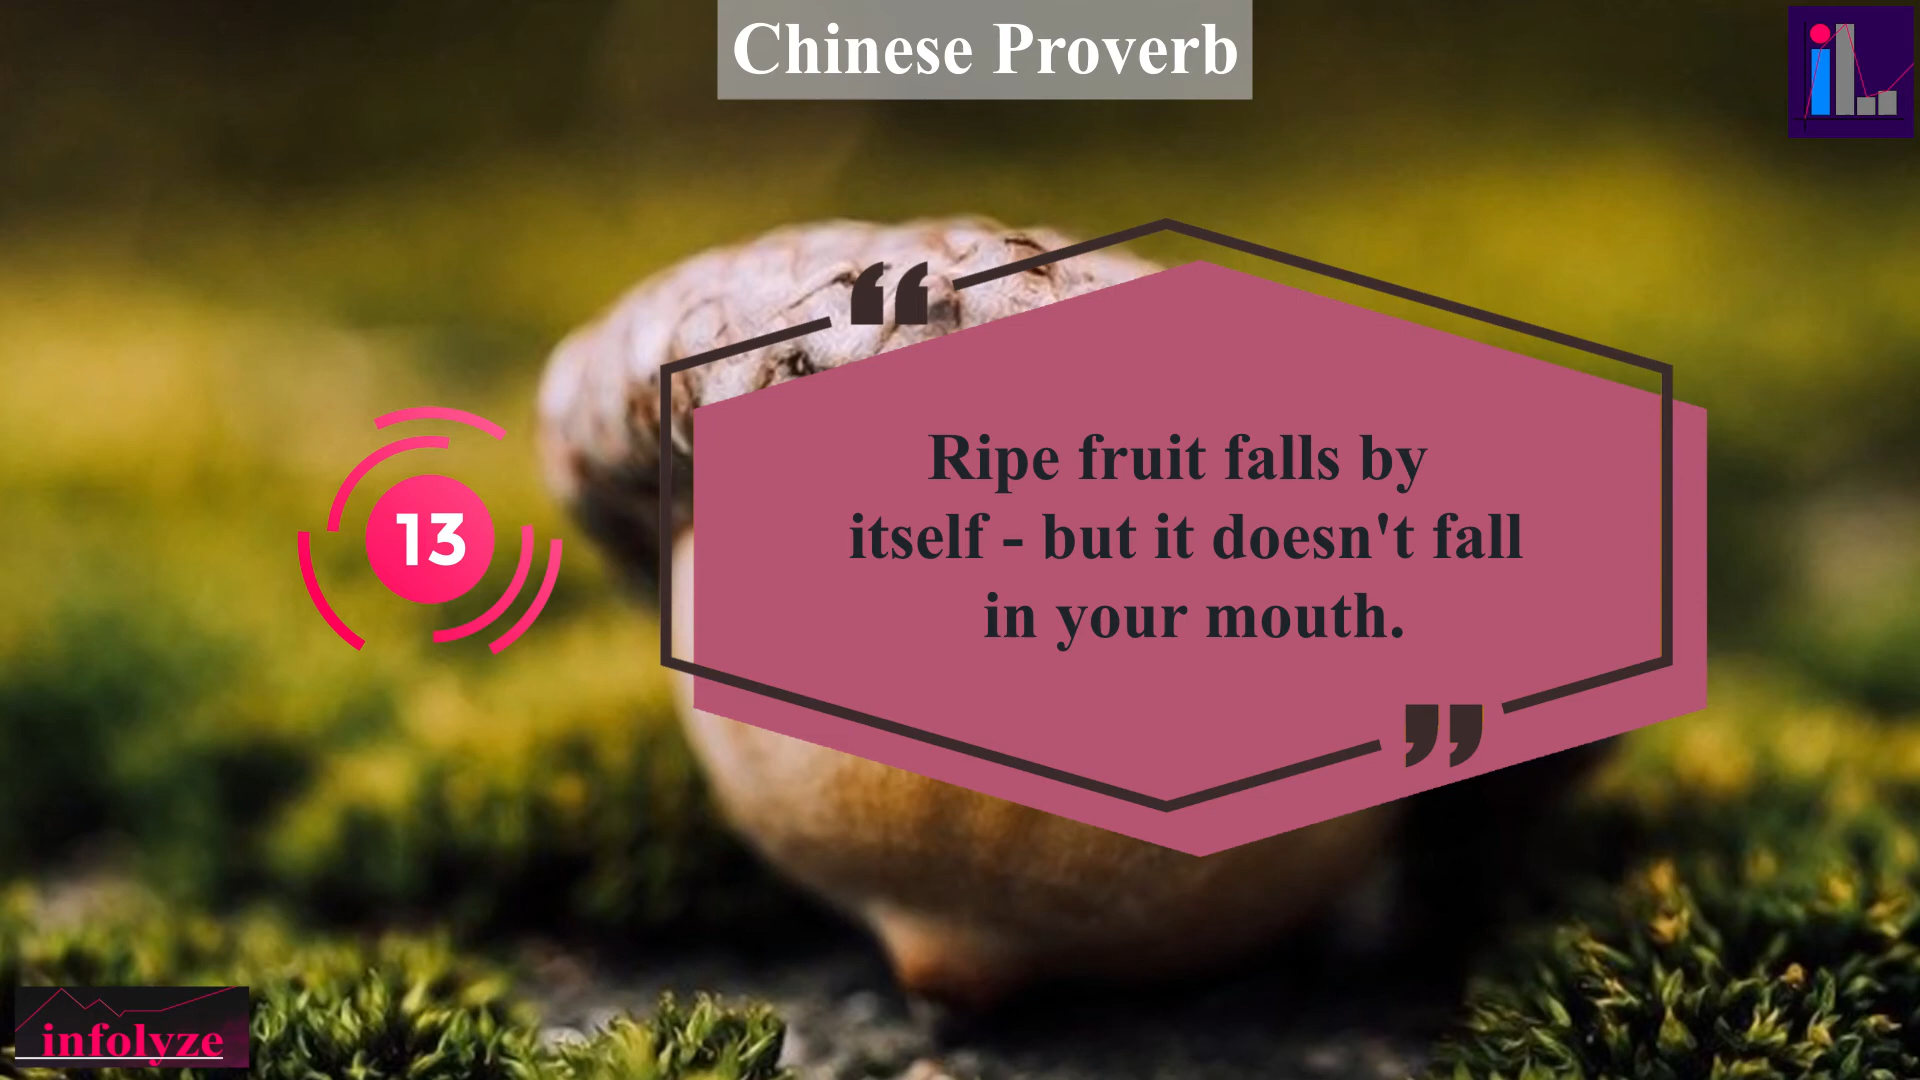 Chinese Proverb
13
Ripe fruit falls by
itself - but it doesn't fall
in your mouth.
infolyze